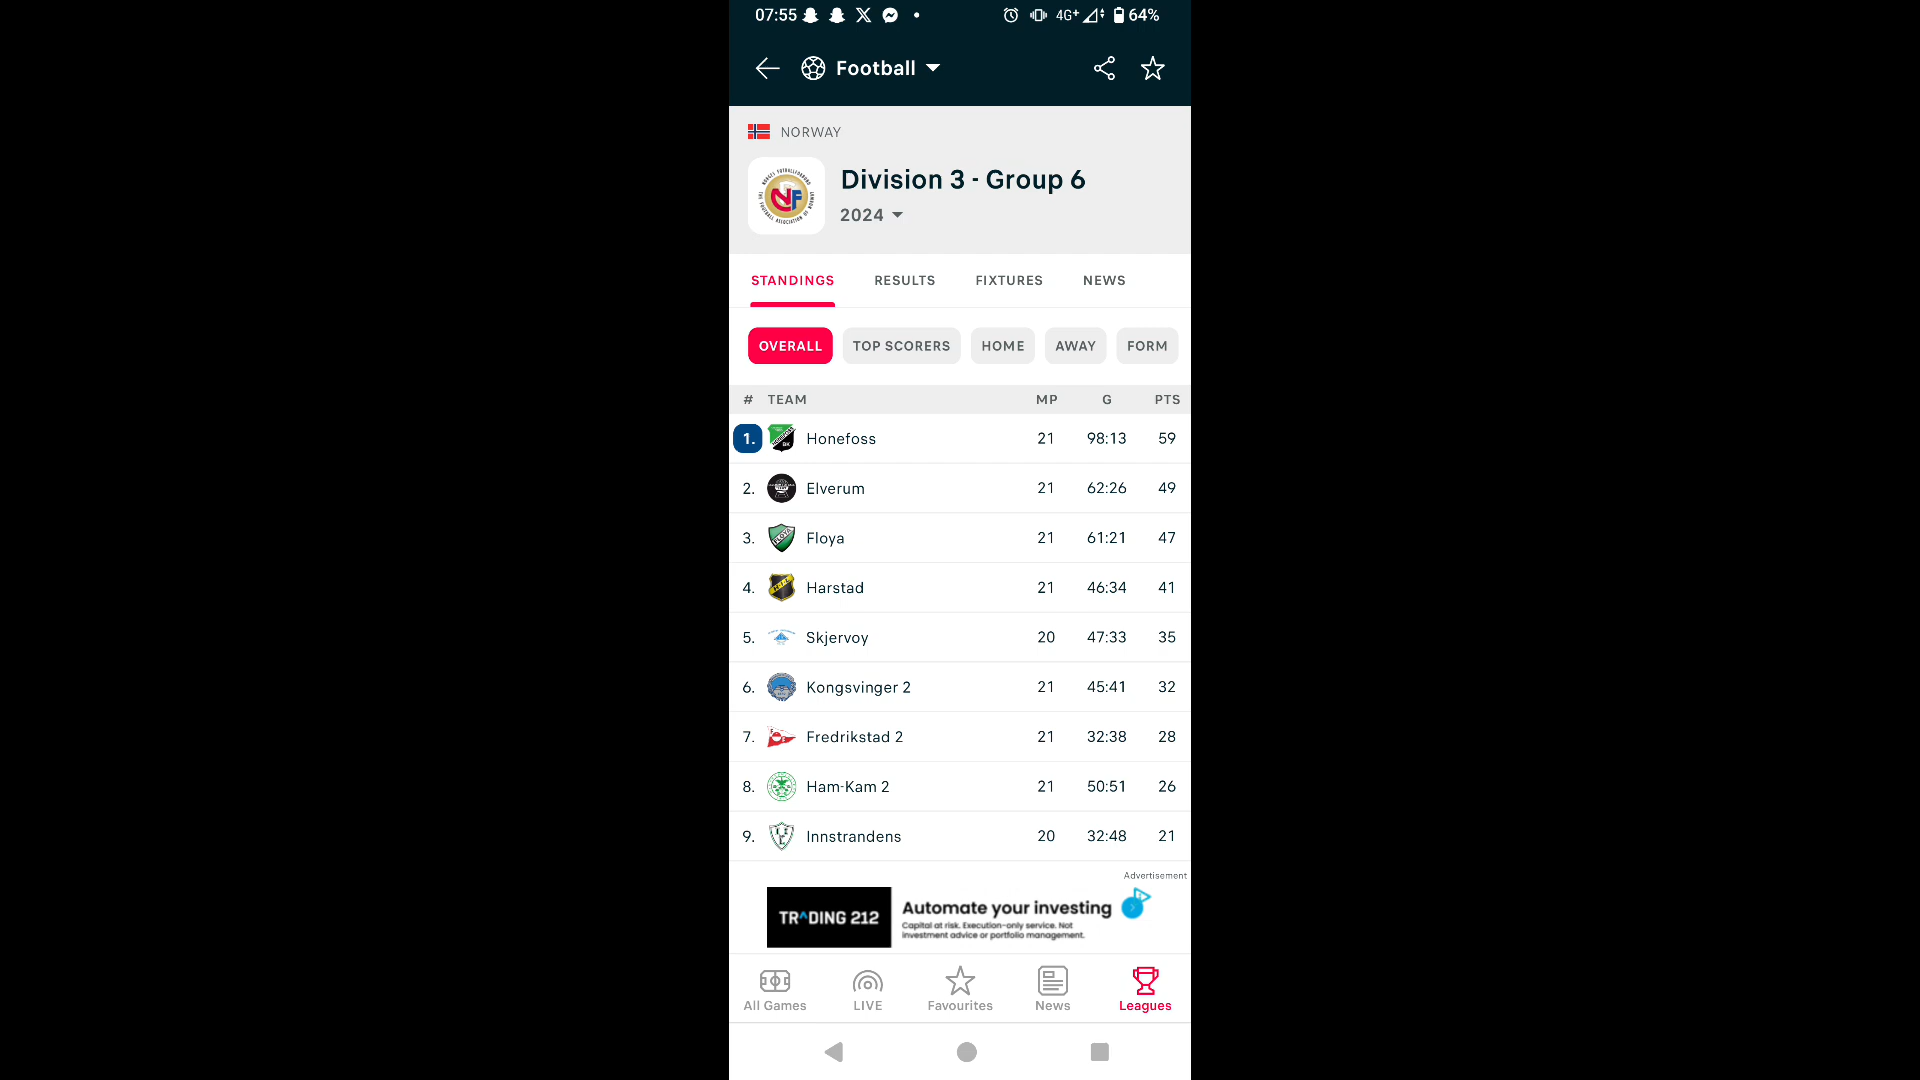 07:55 4G+ 64%
Football
NORWAY
Division 3 - Group 6
2024
STANDINGS RESULTS FIXTURES NEWS
OVERALL TOP SCORERS HOME AWAY FORM
# TEAM MP G PTS
1. Honefoss 21 98:13 59
2. Elverum 21 62:26 49
3. Floya 21 61:21 47
4. Harstad 21 46:34 41
5. Skjervoy 20 47:33 35
6. Kongsvinger 2 21 45:41 32
7. Fredrikstad 2 21 32:38 28
8. Ham-Kam 2 21 50:51 26
9. Innstrandens 20 32:48 21
Advertisement
TRADING 212
Automate your investing
Capital at risk. Execution-only service. Not
investment advice or portfolio management.
All Games LIVE Favourites News Leagues